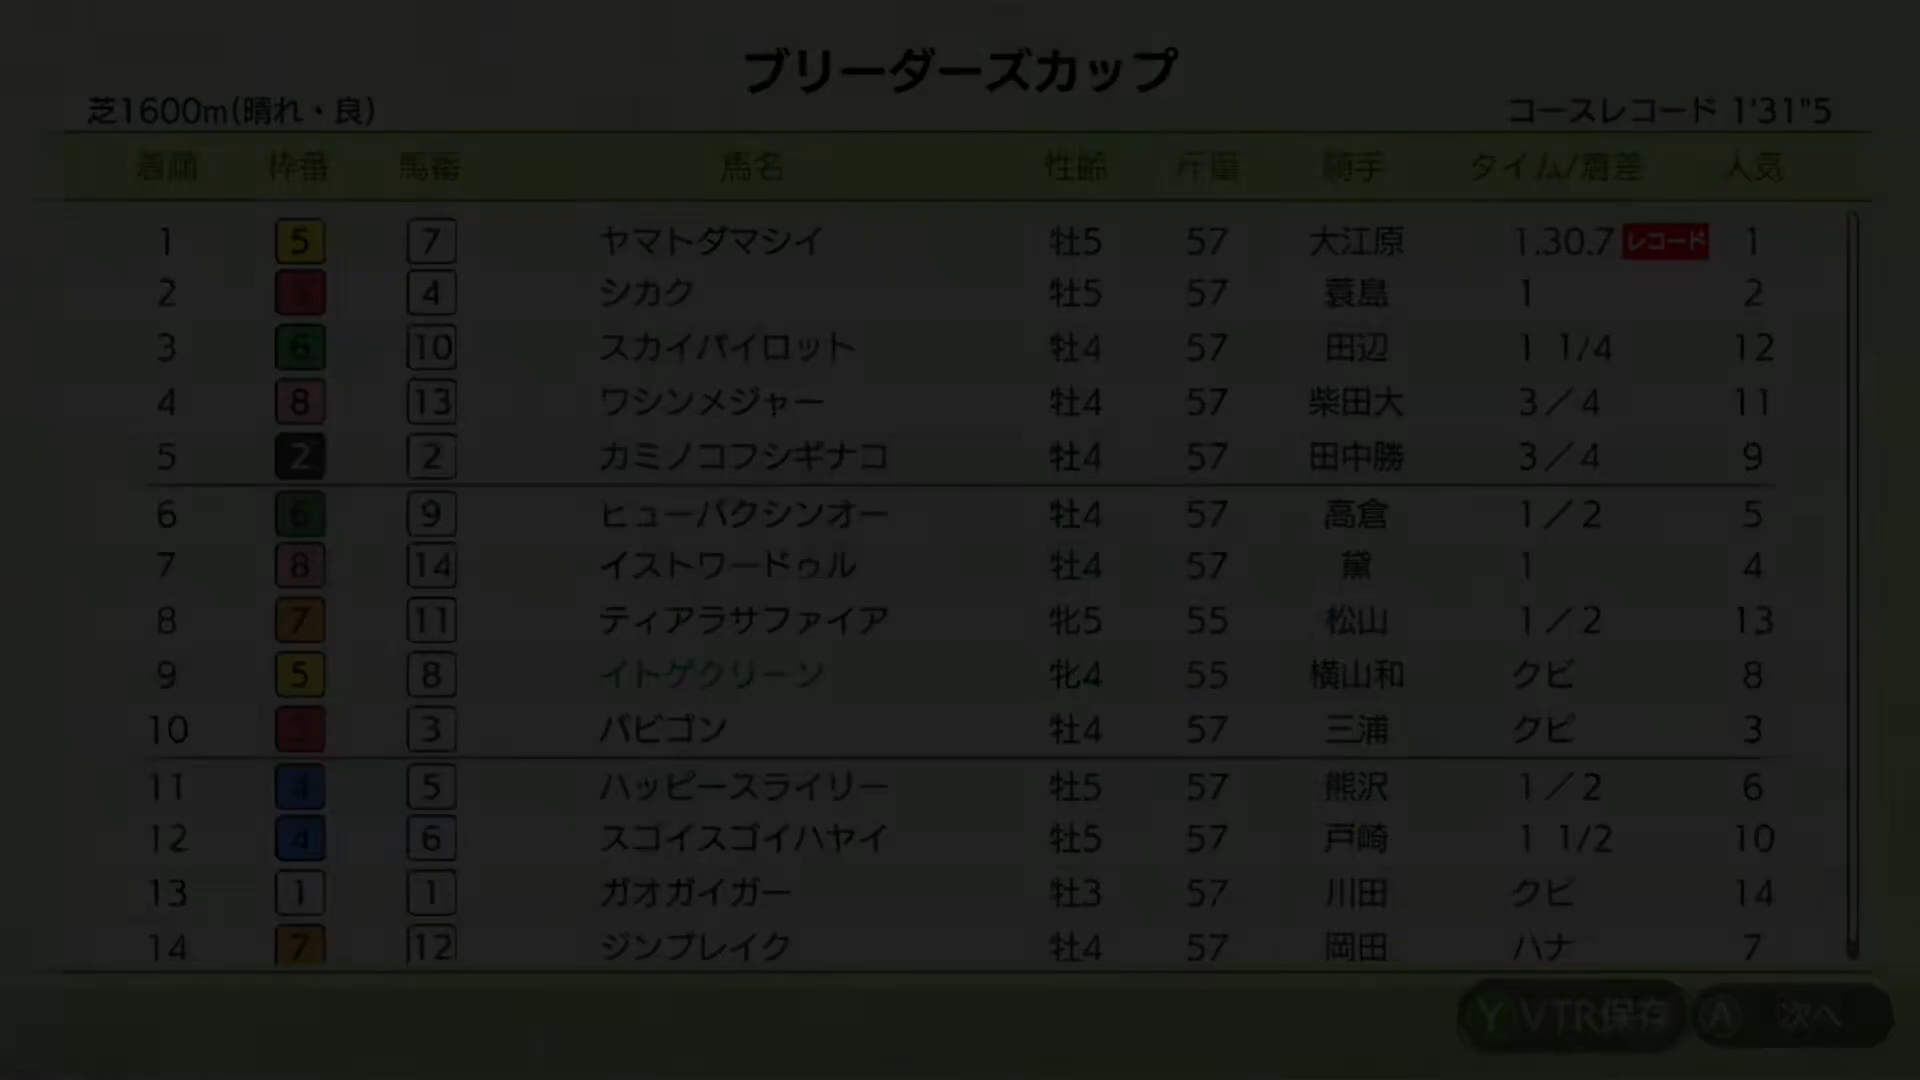 ブリーダーズカップ
芝1600m(晴れ・良) コースレコード 1'31"5
着順 枠番 馬番 馬名 性齢 斤量 騎手 タイム/着差 人気
1 5 7 ヤマトダマシイ 牡5 57 大江原 1.30.7 レコード 1
2 3 4 シカク 牡5 57 蓑島 1 2
3 6 10 スカイパイロット 牡4 57 田辺 1 1/4 12
4 8 13 ワシンメジャー 牡4 57 柴田大 3/4 11
5 2 2 カミノコフシギナコ 牡4 57 田中勝 3/4 9
6 6 9 ヒューバクシンオー 牡4 57 高倉 1/2 5
7 8 14 イストワードゥル 牡4 57 黛 1 4
8 7 11 ティアラサファイア 牝5 55 松山 1/2 13
9 5 8 イトゲクリーン 牝4 55 横山和 クビ 8
10 3 3 バビゴン 牡4 57 三浦 クビ 3
11 4 5 ハッピースライリー 牡5 57 熊沢 1/2 6
12 4 6 スゴイスゴイハヤイ 牡5 57 戸崎 1 1/2 10
13 1 1 ガオガイガー 牡3 57 川田 クビ 14
14 7 12 ジンブレイク 牡4 57 岡田 ハナ 7
Y VTR保存 A 次へ